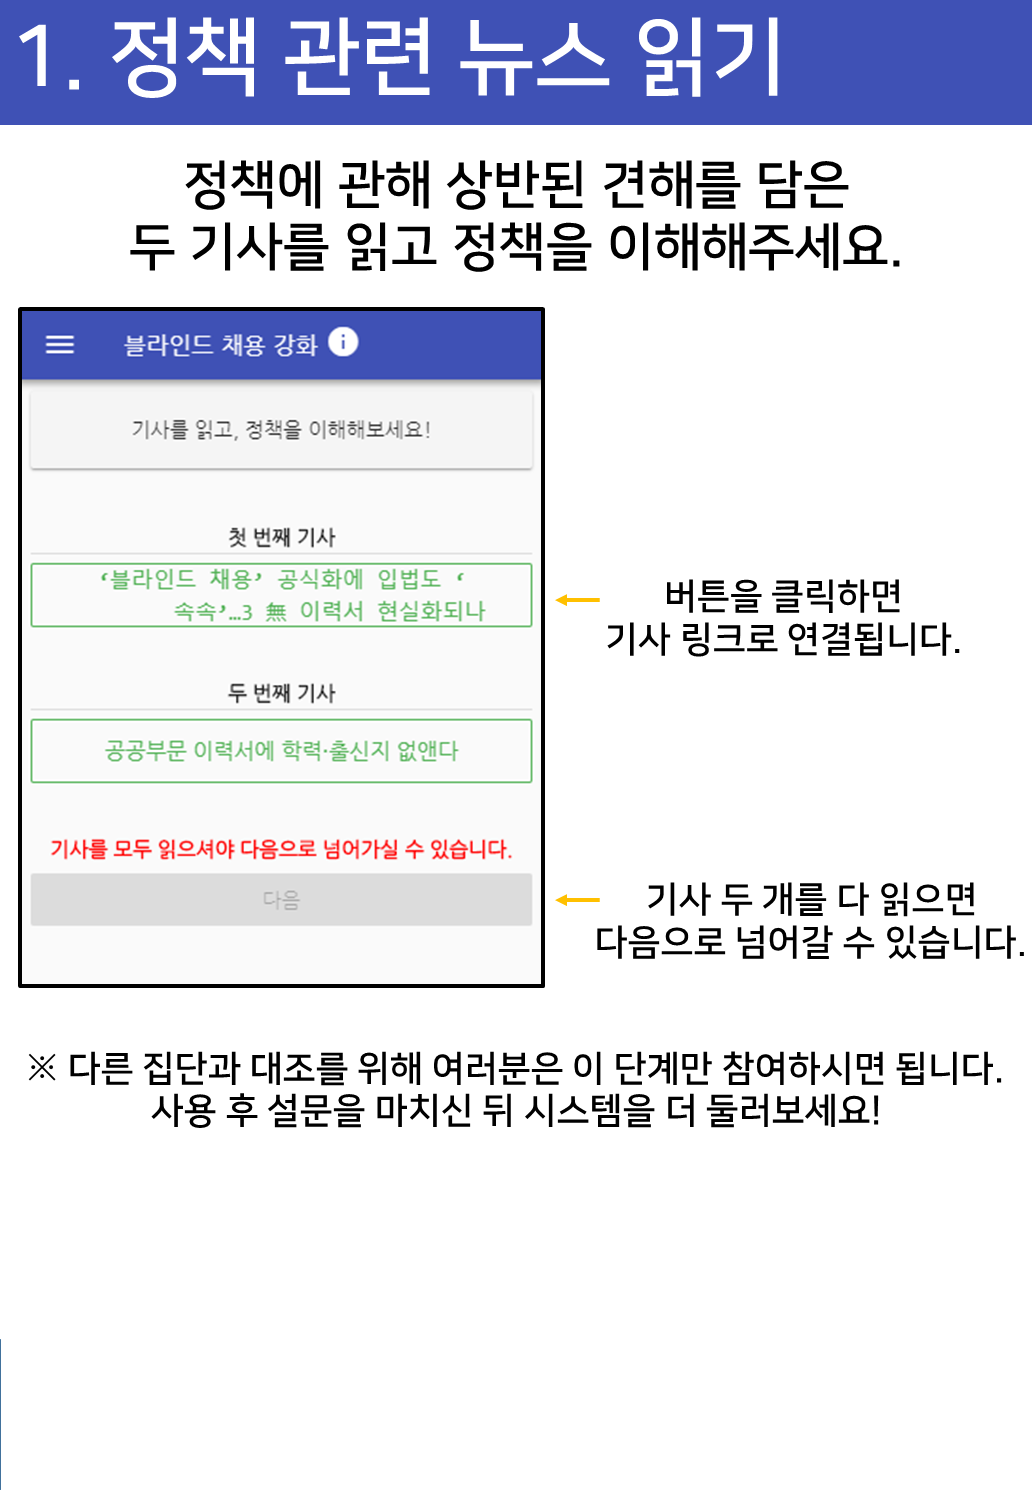 1. 정책 관련 뉴스 읽기
정책에 관해 상반된 견해를 담은
두 기사를 읽고 정책을 이해해주세요.
블라인드 채용 강화 i
기사를 읽고, 정책을 이해해보세요!
첫 번째 기사
‘블라인드 채용’ 공식화에 입법도 ‘
속속’…3 無 이력서 현실화되나
버튼을 클릭하면
기사 링크로 연결됩니다.
두 번째 기사
공공부문 이력서에 학력·출신지 없앤다
기사를 모두 읽으셔야 다음으로 넘어가실 수 있습니다.
다음
기사 두 개를 다 읽으면
다음으로 넘어갈 수 있습니다.
※ 다른 집단과 대조를 위해 여러분은 이 단계만 참여하시면 됩니다.
사용 후 설문을 마치신 뒤 시스템을 더 둘러보세요!